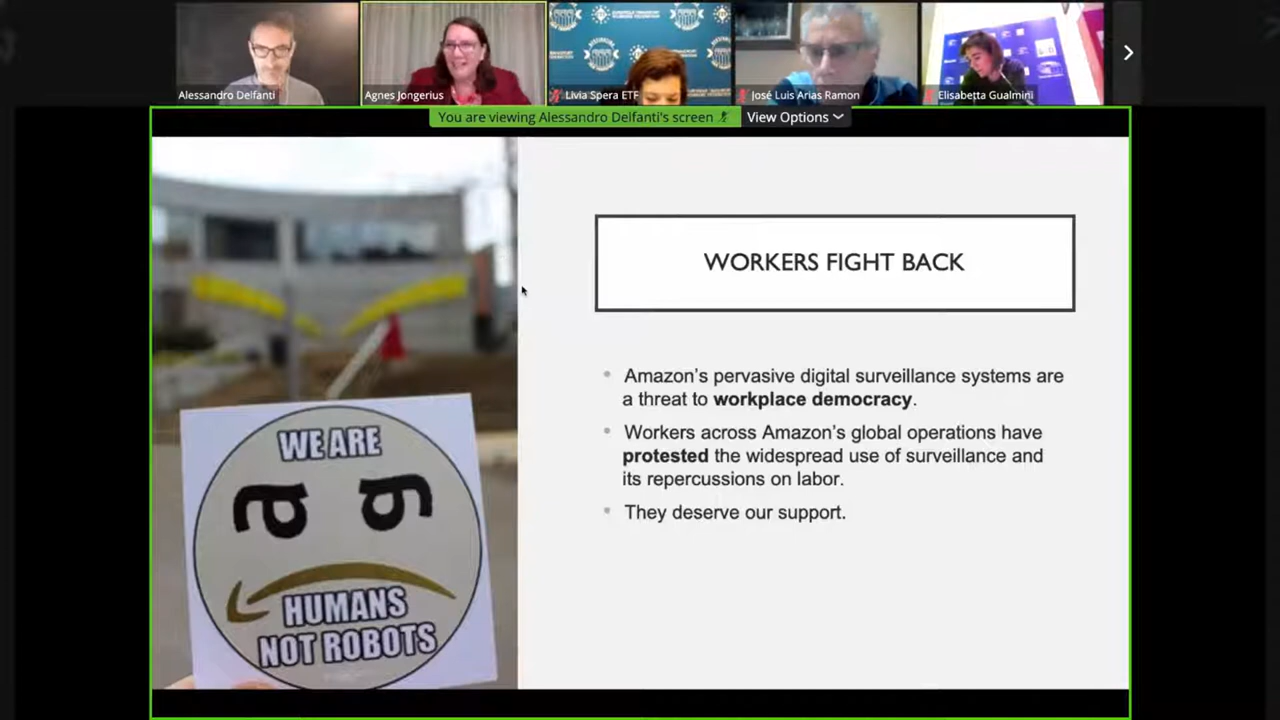 Alessandro Delfanti
Agnes Jongerius
Livia Spera ETF
José Luis Arias Ramon
Elisabetta Gualmini
You are viewing Alessandro Delfanti's screen
View Options
WORKERS FIGHT BACK
Amazon's pervasive digital surveillance systems are
a threat to workplace democracy.
Workers across Amazon's global operations have
protested the widespread use of surveillance and
its repercussions on labor.
They deserve our support.
WE ARE
HUMANS
NOT ROBOTS